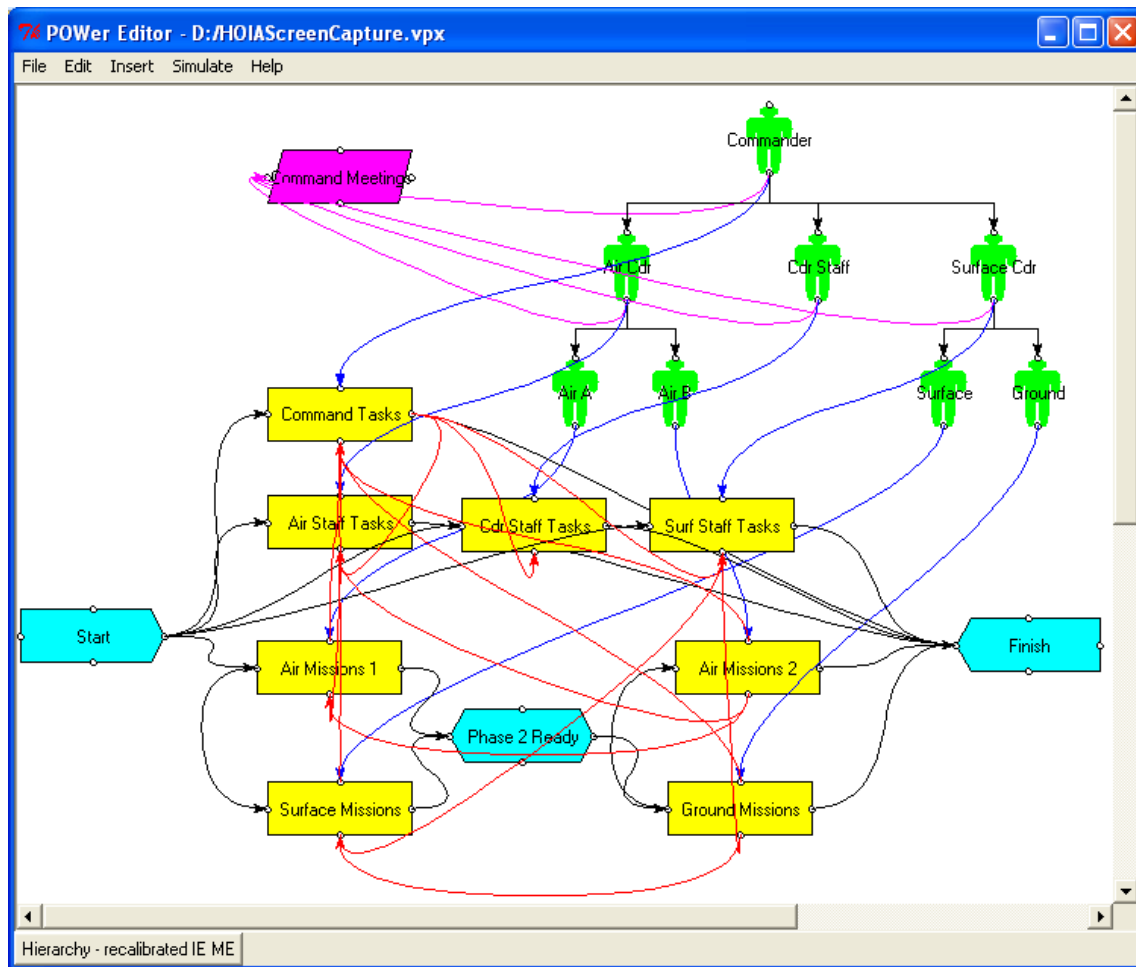 POWer Editor - D:/HOIAScreenCapture.vpx
File Edit Insert Simulate Help
Commander
Command Meeting
Air Cdr
Cdr Staff
Surface Cdr
Air A
Air B
Surface
Ground
Command Tasks
Air Staff Tasks
Cdr Staff Tasks
Surf Staff Tasks
Start
Finish
Air Missions 1
Air Missions 2
Phase 2 Ready
Surface Missions
Ground Missions
Hierarchy - recalibrated IE ME